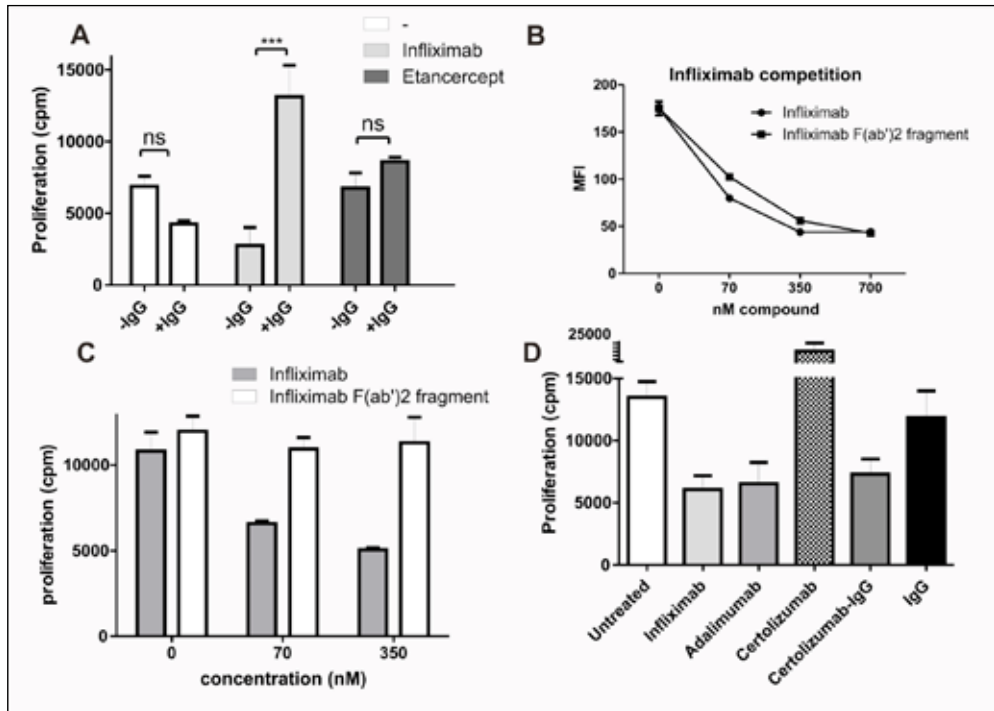 A
-
Infliximab
Etancercept
Proliferation (cpm)
15000
10000
5000
0
ns
***
ns
-IgG
+IgG
-IgG
+IgG
-IgG
+IgG
B
Infliximab competition
Infliximab
Infliximab F(ab')2 fragment
MFI
200
150
100
50
0
0
70
350
700
nM compound
C
Infliximab
Infliximab F(ab')2 fragment
proliferation (cpm)
10000
5000
0
0
70
350
concentration (nM)
D
Proliferation (cpm)
25000
15000
10000
5000
0
Untreated
Infliximab
Adalimumab
Certolizumab
Certolizumab-IgG
IgG